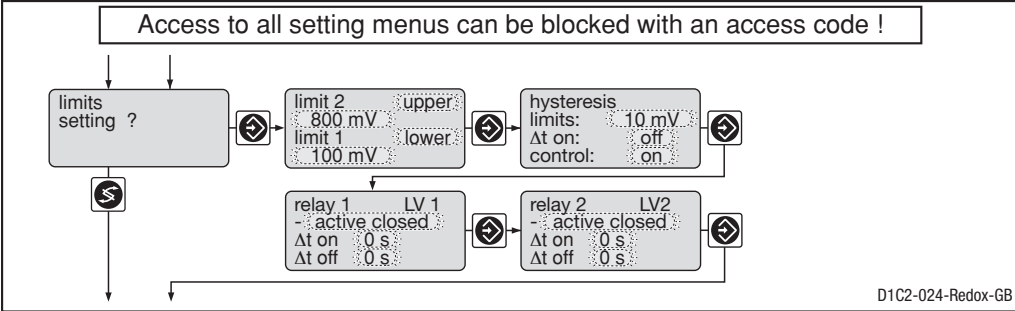 Access to all setting menus can be blocked with an access code !
limits
setting ?
limit 2 upper
800 mV
limit 1 lower
100 mV
hysteresis
limits: 10 mV
Δt on: off
control: on
relay 1 LV 1
- active closed
Δt on 0 s
Δt off 0 s
relay 2 LV2
- active closed
Δt on 0 s
Δt off 0 s
D1C2-024-Redox-GB